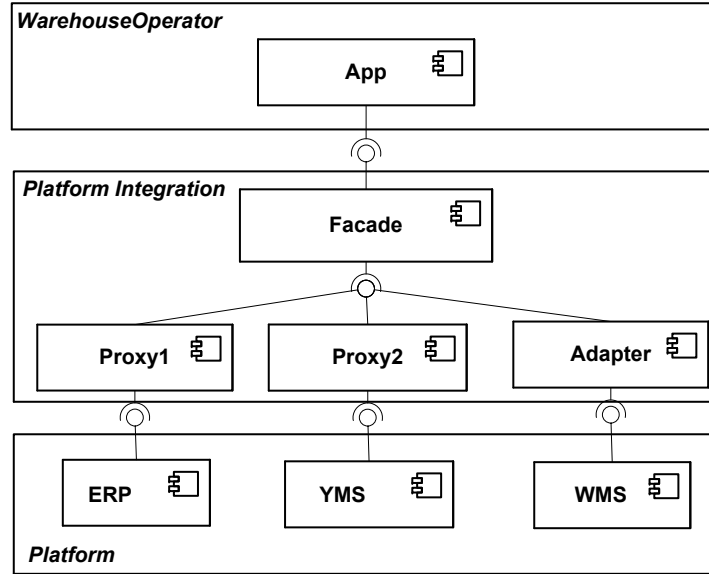 WarehouseOperator
App
Platform Integration
Facade
Proxy1
Proxy2
Adapter
ERP
YMS
WMS
Platform